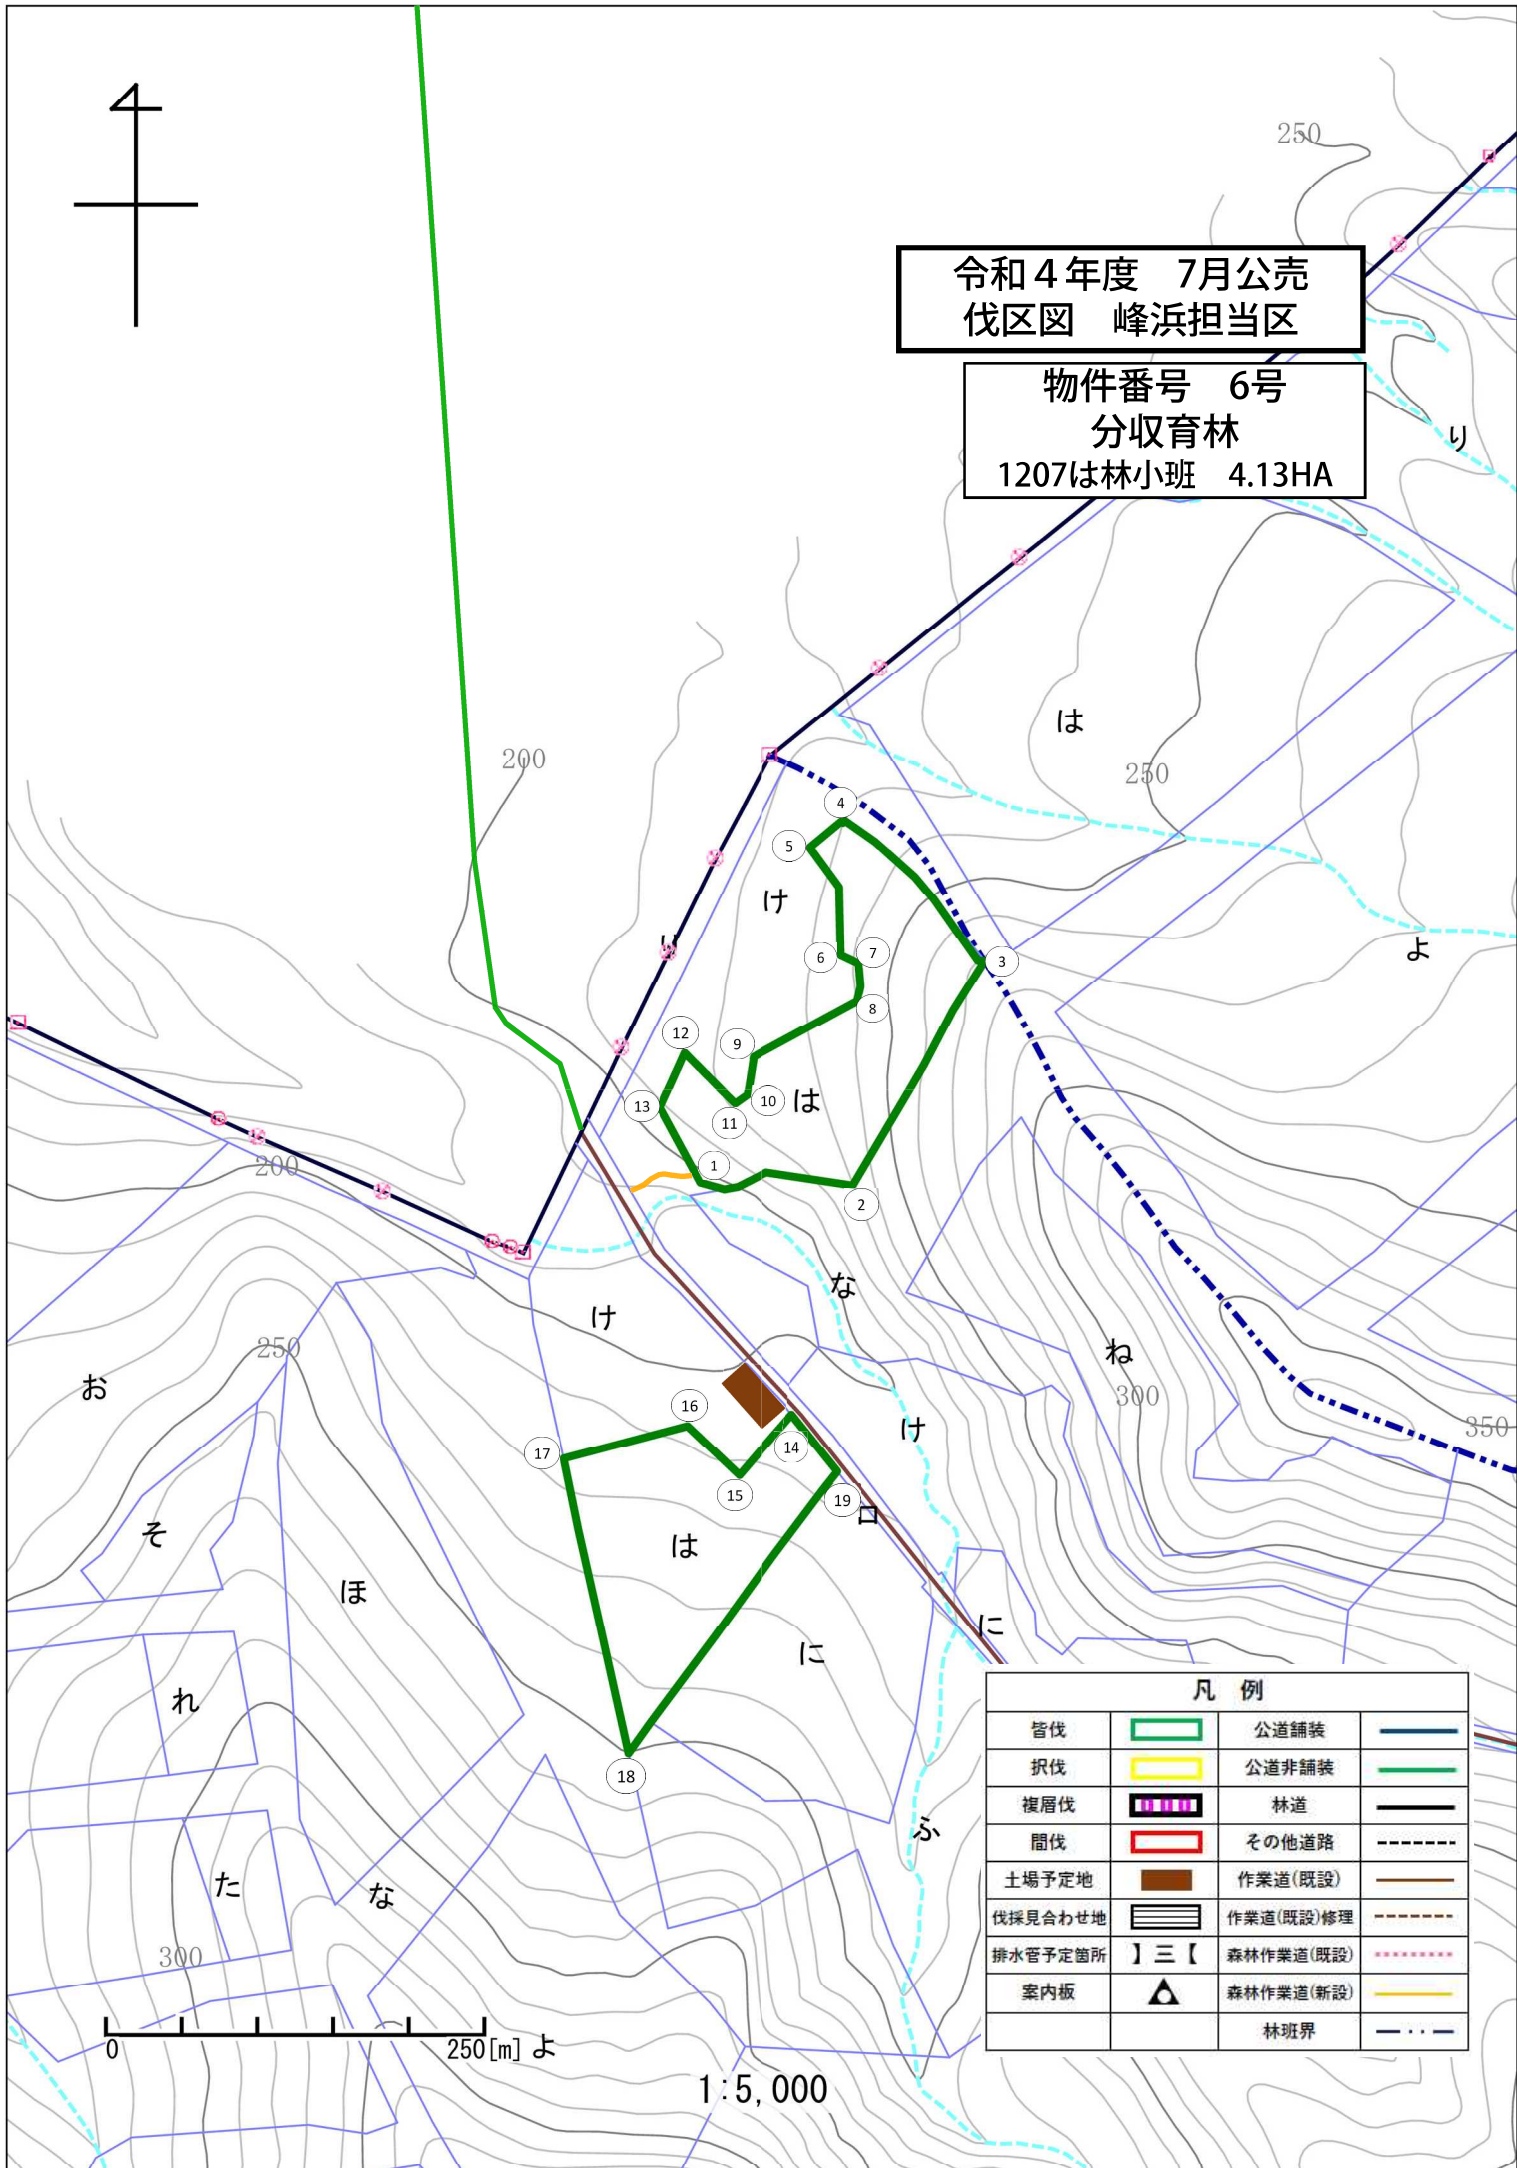 250
令和４年度　7月公売
伐区図　峰浜担当区
物件番号　6号
分収育林
1207は林小班　4.13HA
り
は
200
250
4
5
け
り
6
7
3
よ
8
12
9
13
10
は
11
200
1
2
な
け
250
ね
お
300
16
け
350
17
14
15
19
ロ
そ
は
ほ
に
に
れ
18
ふ
た
な
300
0
250[m]
よ
1:5,000
凡　例
皆伐　公道舗装
択伐　公道非舗装
複層伐　林道
間伐　その他道路
土場予定地　作業道(既設)
伐採見合わせ地　作業道(既設)修理
排水管予定箇所　】三【　森林作業道(既設)
案内板　森林作業道(新設)
林班界